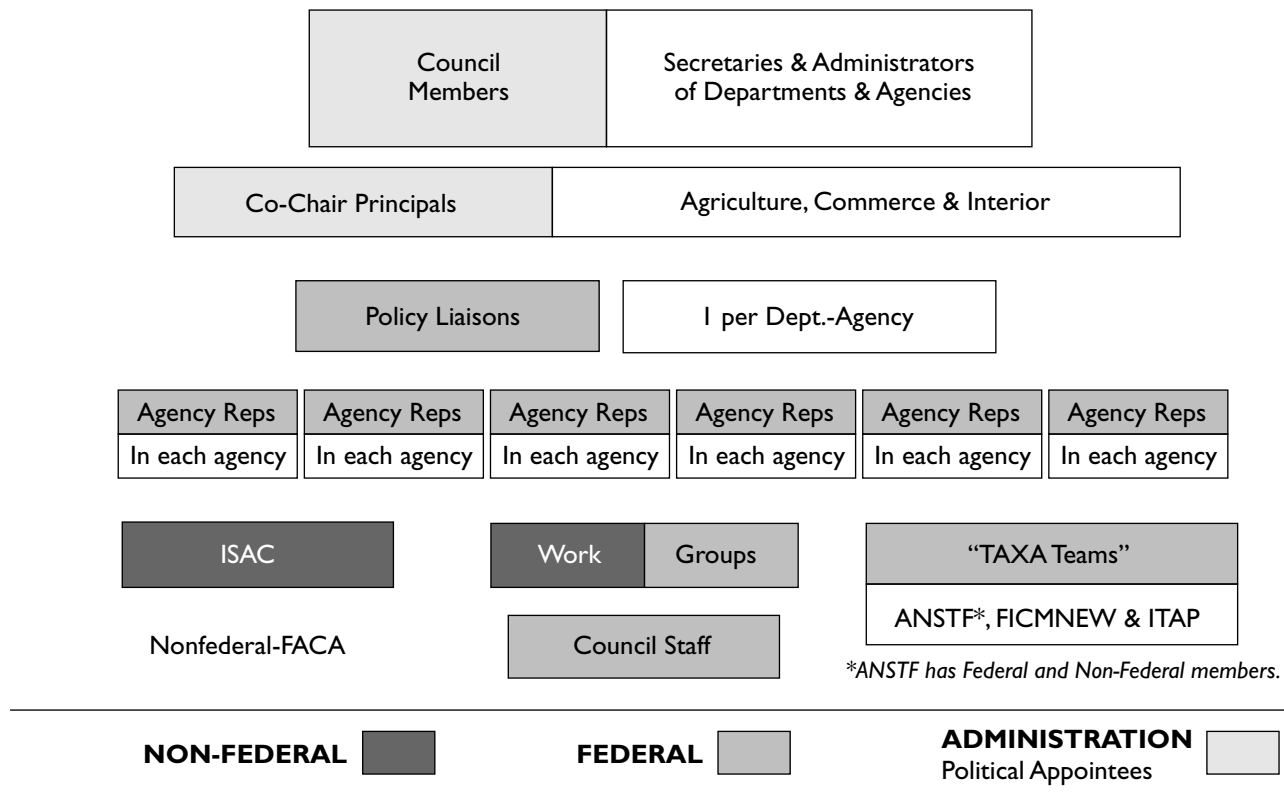 Council
Members
Secretaries & Administrators
of Departments & Agencies
Co-Chair Principals
Agriculture, Commerce & Interior
Policy Liaisons
1 per Dept.-Agency
Agency Reps
Agency Reps
Agency Reps
Agency Reps
Agency Reps
Agency Reps
In each agency
In each agency
In each agency
In each agency
In each agency
In each agency
ISAC
Work
Groups
“TAXA Teams”
ANSTF*, FICMNEW & ITAP
Nonfederal-FACA
Council Staff
*ANSTF has Federal and Non-Federal members.
NON-FEDERAL
FEDERAL
ADMINISTRATION
Political Appointees